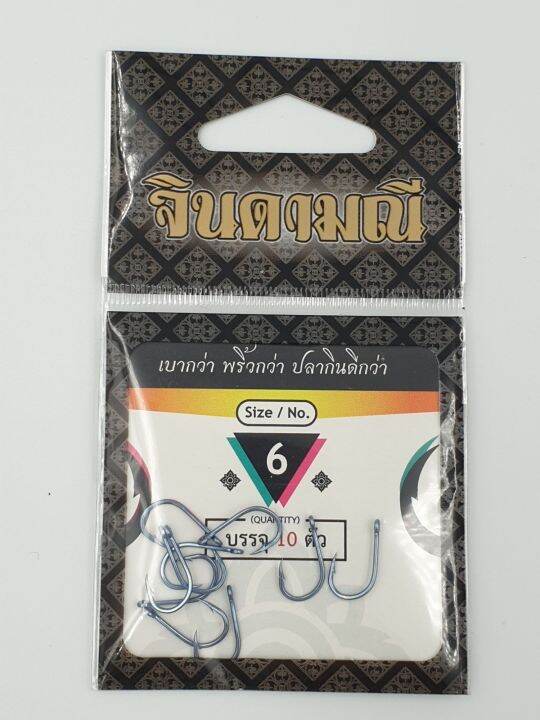 จินดามณี
เบากว่า พริ้วกว่า ปลากินดีกว่า
Size / No.
6
(QUANTITY)
บรรจุ 10 ตัว